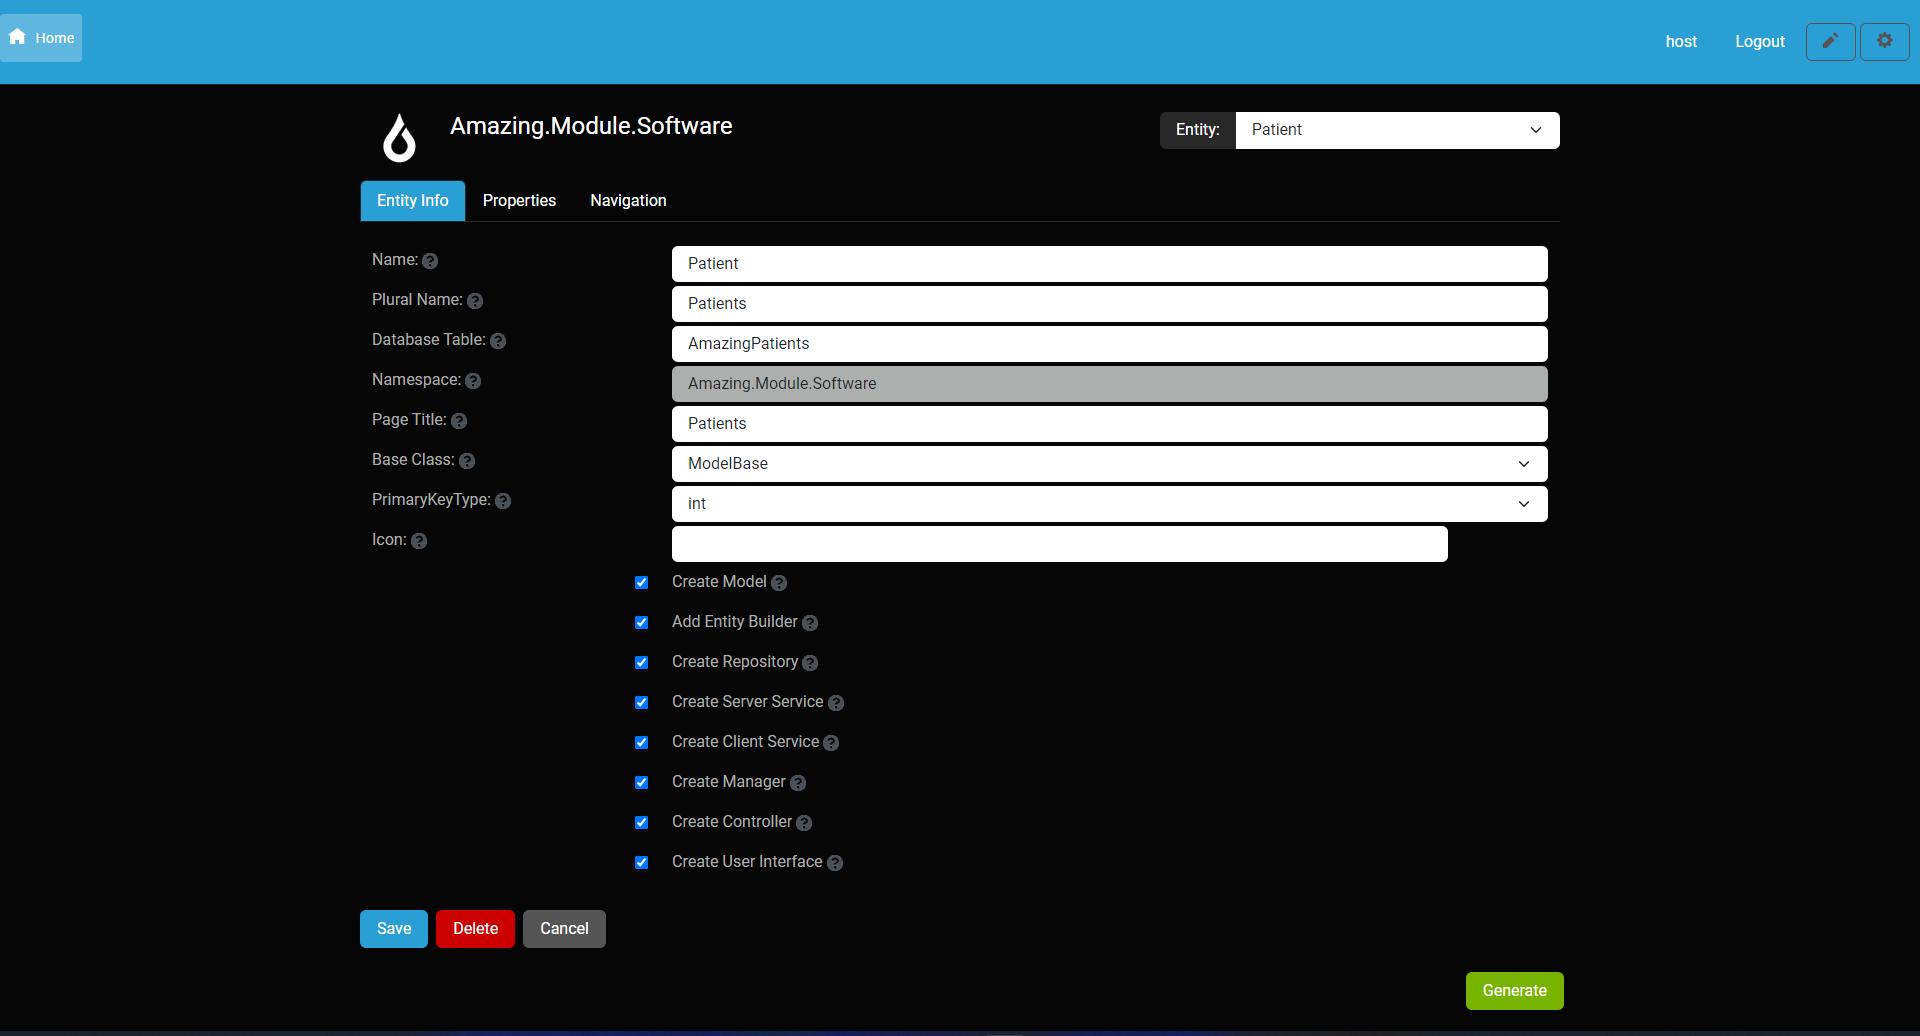 Home
host
Logout
Amazing.Module.Software
Entity:
Patient
Entity Info
Properties
Navigation
Name:
Patient
Plural Name:
Patients
Database Table:
AmazingPatients
Namespace:
Amazing.Module.Software
Page Title:
Patients
Base Class:
ModelBase
PrimaryKeyType:
int
Icon:
Create Model
Add Entity Builder
Create Repository
Create Server Service
Create Client Service
Create Manager
Create Controller
Create User Interface
Save
Delete
Cancel
Generate